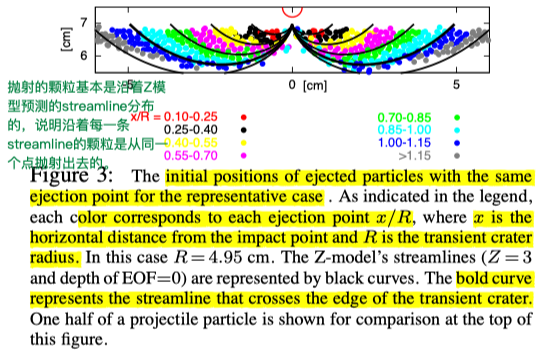 7
[cm]
6
5
0 [cm]
5
抛射的颗粒基本是沿着Z模
型预测的streamline分布
的，说明沿着每一条
streamline的颗粒是从同一
个点抛射出去的。
x/R = 0.10-0.25
0.25-0.40
0.40-0.55
0.55-0.70
0.70-0.85
0.85-1.00
1.00-1.15
>1.15
Figure 3: The initial positions of ejected particles with the same
ejection point for the representative case . As indicated in the legend,
each color corresponds to each ejection point x/R, where x is the
horizontal distance from the impact point and R is the transient crater
radius. In this case R = 4.95 cm. The Z-model's streamlines (Z = 3
and depth of EOF=0) are represented by black curves. The bold curve
represents the streamline that crosses the edge of the transient crater.
One half of a projectile particle is shown for comparison at the top of
this figure.